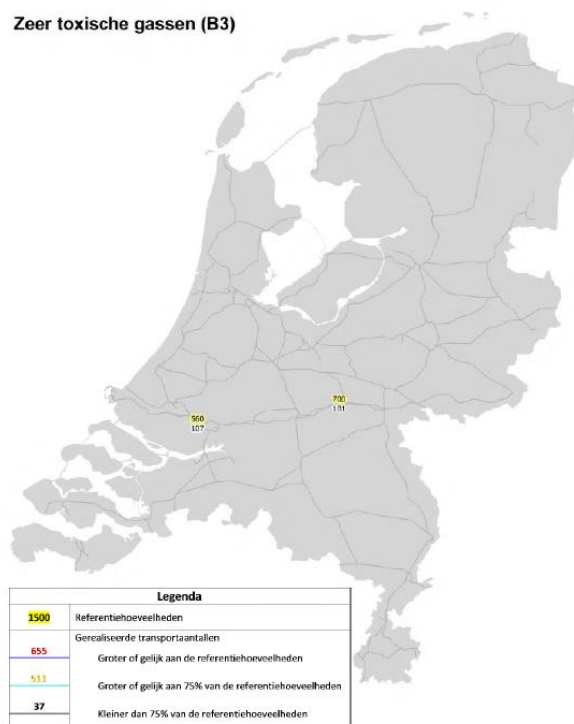 Zeer toxische gassen (B3)
700
101
560
107
Legenda
1500 Referentiehoeveelheden
Gerealiseerde transportaantallen
655 Groter of gelijk aan de referentiehoeveelheden
511 Groter of gelijk aan 75% van de referentiehoeveelheden
37 Kleiner dan 75% van de referentiehoeveelheden